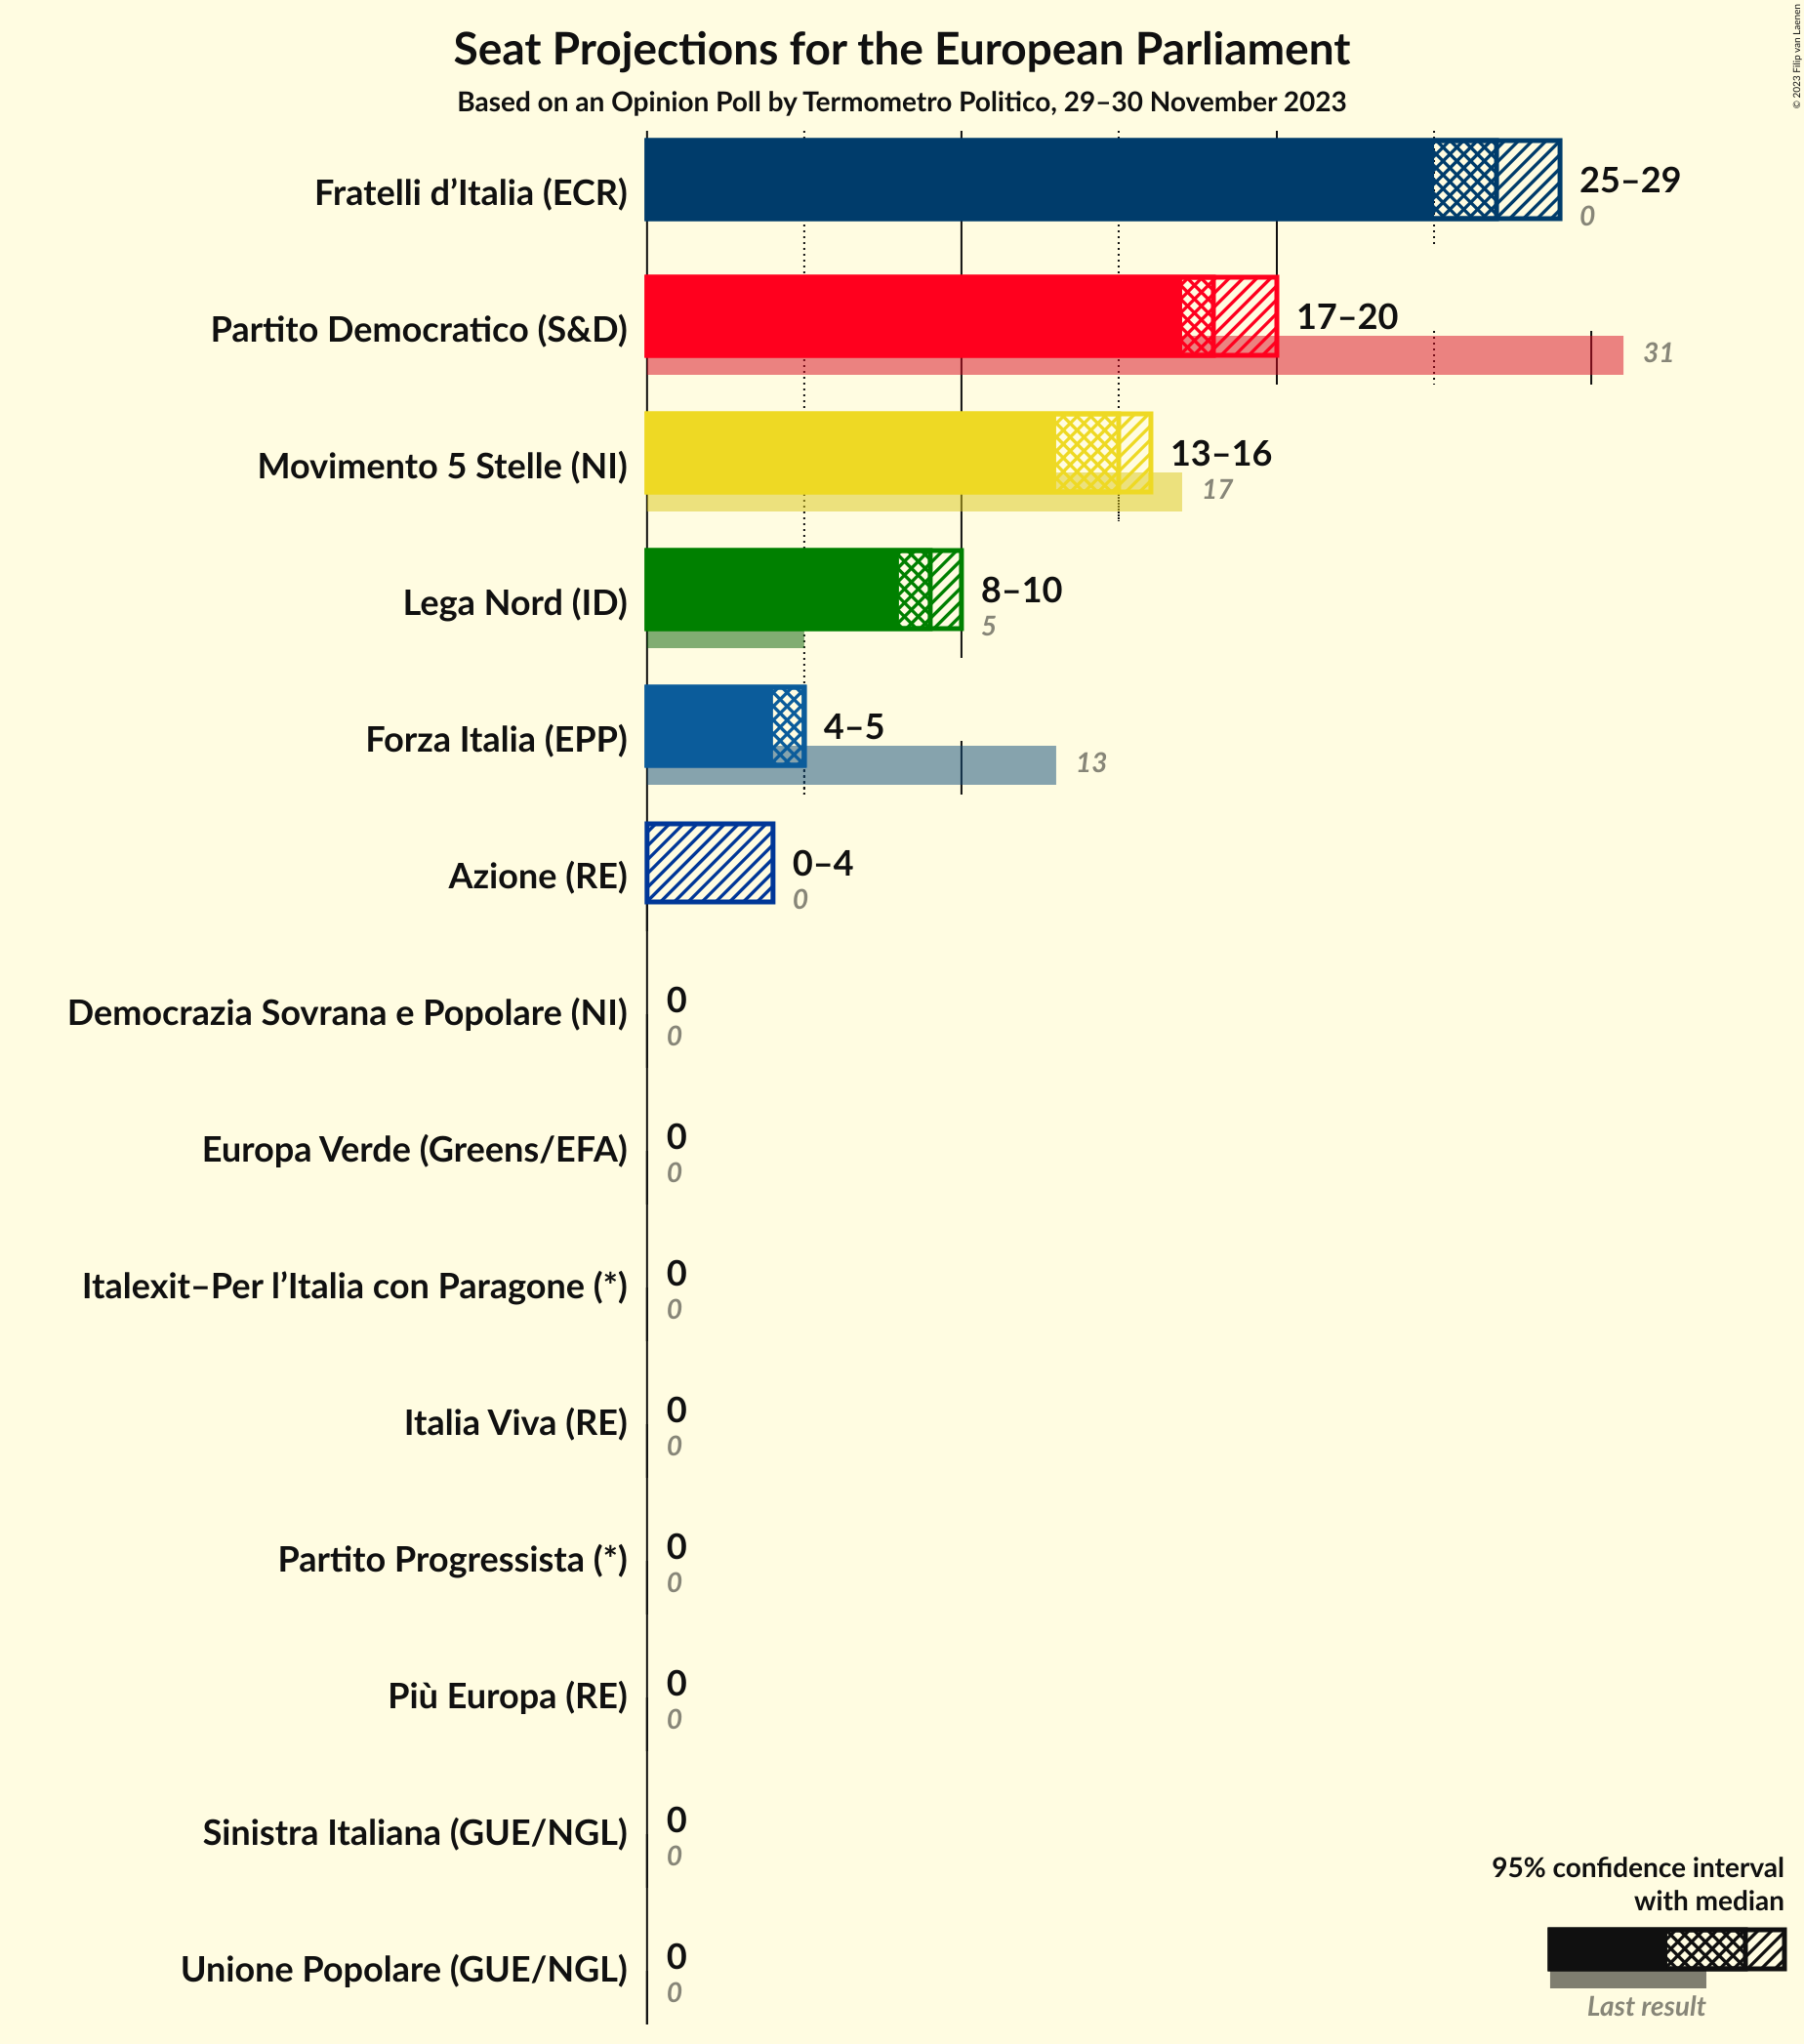 Seat Projections for the European Parliament
Based on an Opinion Poll by Termometro Politico, 29–30 November 2023
© 2023 Filip van Laenen
Fratelli d’Italia (ECR)
25–29
0
Partito Democratico (S&D)
17–20
31
Movimento 5 Stelle (NI)
13–16
17
Lega Nord (ID)
8–10
5
Forza Italia (EPP)
4–5
13
Azione (RE)
0–4
0
Democrazia Sovrana e Popolare (NI)
0
0
Europa Verde (Greens/EFA)
0
0
Italexit–Per l’Italia con Paragone (*)
0
0
Italia Viva (RE)
0
0
Partito Progressista (*)
0
0
Più Europa (RE)
0
0
Sinistra Italiana (GUE/NGL)
0
0
Unione Popolare (GUE/NGL)
0
0
95% confidence interval
with median
Last result